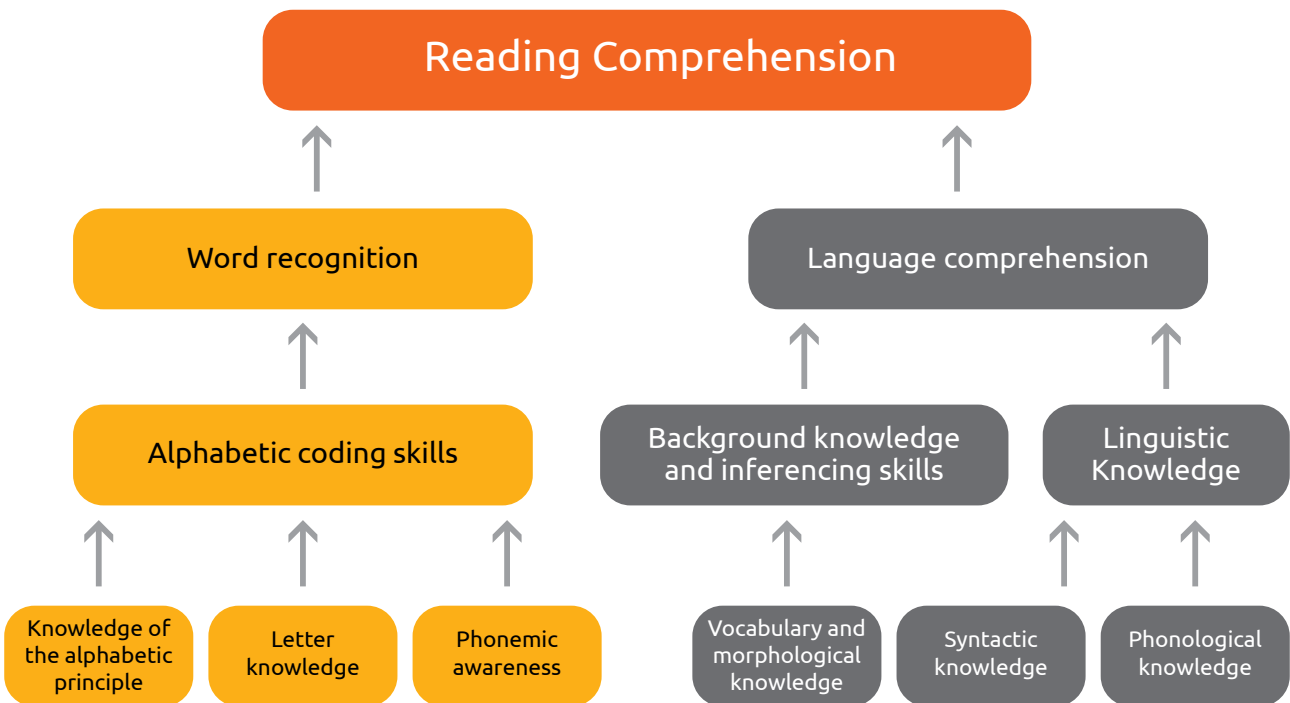 Reading Comprehension
Word recognition
Language comprehension
Alphabetic coding skills
Background knowledge
and inferencing skills
Linguistic
Knowledge
Knowledge of
the alphabetic
principle
Letter
knowledge
Phonemic
awareness
Vocabulary and
morphological
knowledge
Syntactic
knowledge
Phonological
knowledge